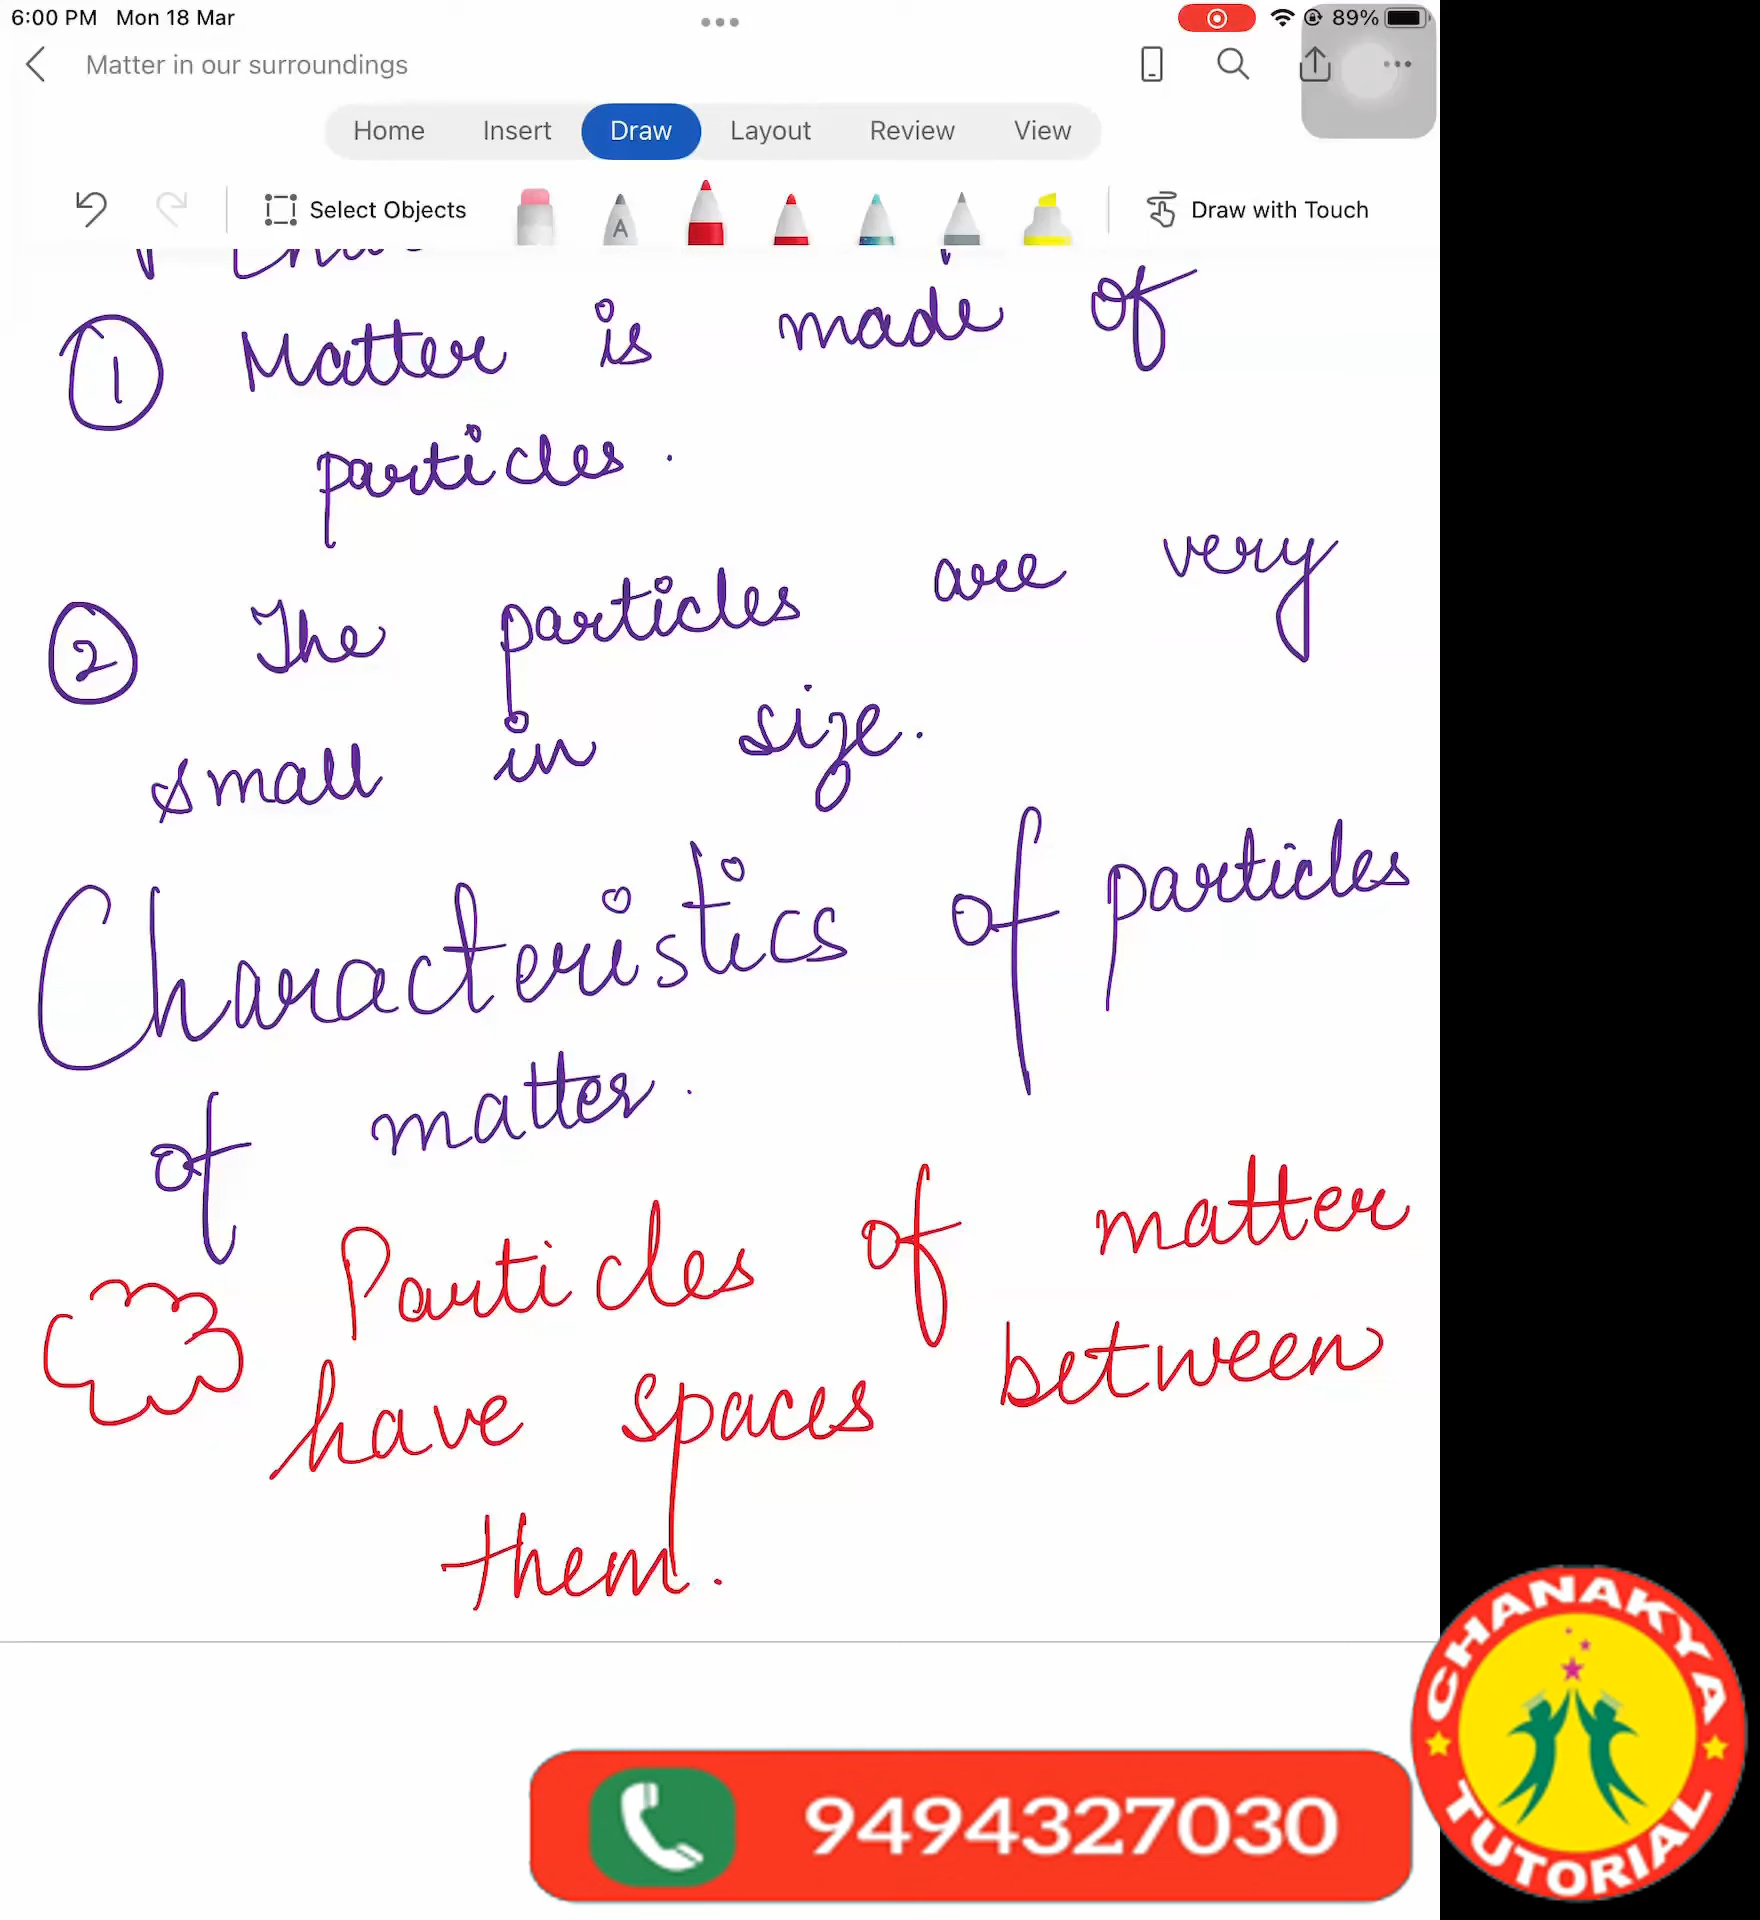 6:00 PM Mon 18 Mar
89%
Matter in our surroundings
Home Insert Draw Layout Review View
Select Objects
A
Draw with Touch
1 Matter is made of
particles.
2 The particles are very
small in size.
Characteristics of particles
of matter.
Particles of matter
have spaces between
them.
9494327030
CHANAKYA
TUTORIAL